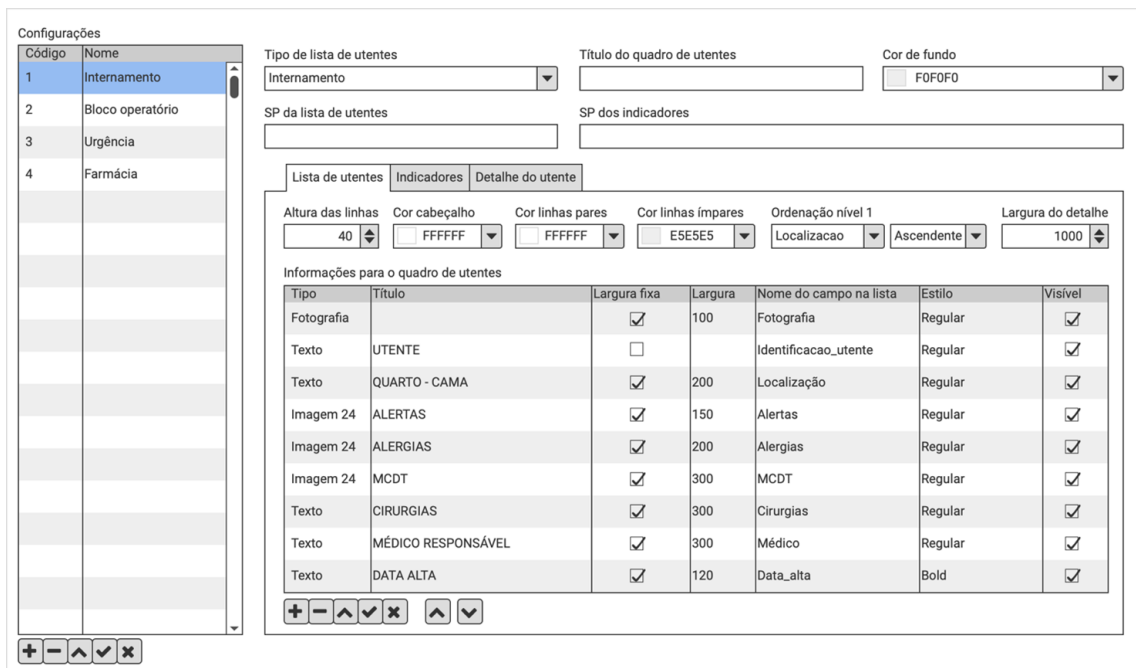 Configurações
Código Nome
1 Internamento
2 Bloco operatório
3 Urgência
4 Farmácia
Tipo de lista de utentes Título do quadro de utentes Cor de fundo
Internamento F0F0F0
SP da lista de utentes SP dos indicadores
Lista de utentes Indicadores Detalhe do utente
Altura das linhas Cor cabeçalho Cor linhas pares Cor linhas ímpares Ordenação nível 1 Largura do detalhe
40 FFFFFF FFFFFF E5E5E5 Localizacao Ascendente 1000
Informações para o quadro de utentes
Tipo Título Largura fixa Largura Nome do campo na lista Estilo Visível
Fotografia 100 Fotografia Regular
Texto UTENTE Identificacao_utente Regular
Texto QUARTO - CAMA 200 Localização Regular
Imagem 24 ALERTAS 150 Alertas Regular
Imagem 24 ALERGIAS 200 Alergias Regular
Imagem 24 MCDT 300 MCDT Regular
Texto CIRURGIAS 300 Cirurgias Regular
Texto MÉDICO RESPONSÁVEL 300 Médico Regular
Texto DATA ALTA 120 Data_alta Bold